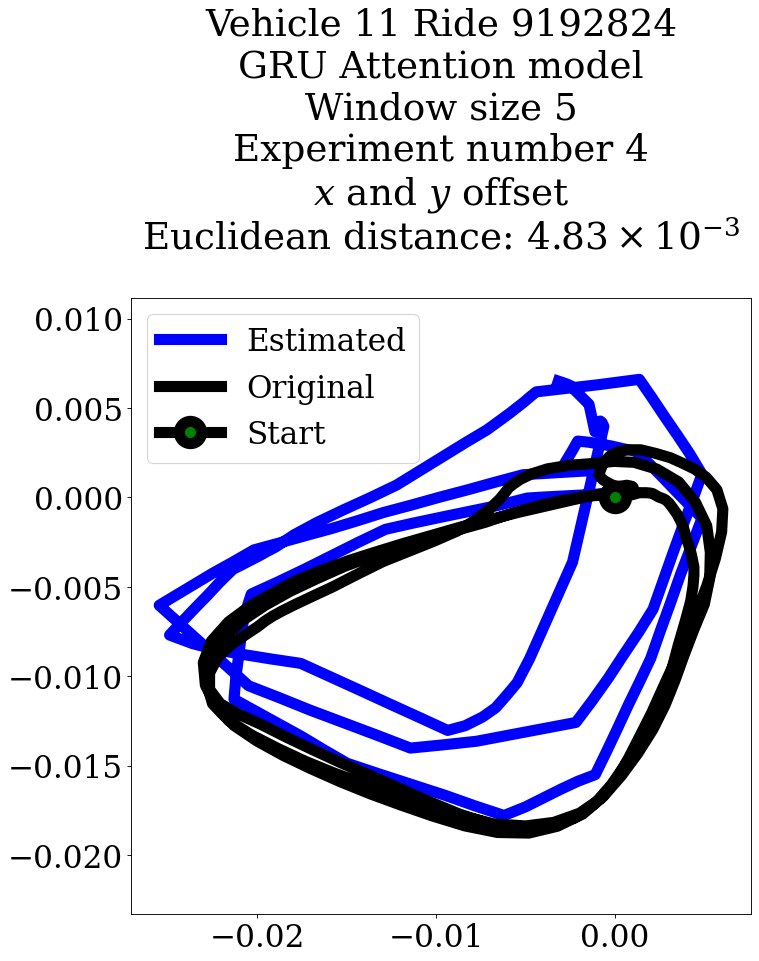 Vehicle 11 Ride 9192824
GRU Attention model
Window size 5
Experiment number 4
x and y offset
Euclidean distance: 4.83 × 10⁻³
Estimated
Original
Start
0.010
0.005
0.000
−0.005
−0.010
−0.015
−0.020
−0.02 −0.01 0.00